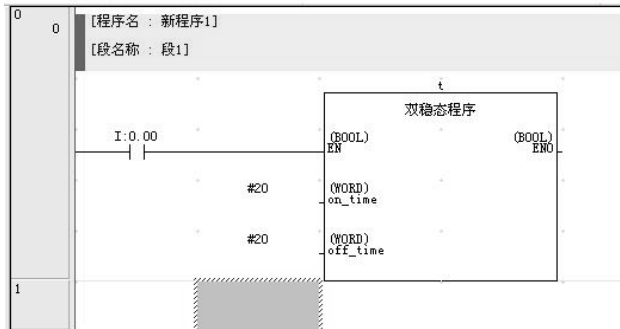 0
0
[程序名 : 新程序1]
[段名称 : 段1]
t
双稳态程序
I:0.00
(BOOL)
EN
(BOOL)
ENO
#20
(WORD)
on_time
#20
(WORD)
off_time
1